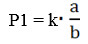 P1 = k· a/b